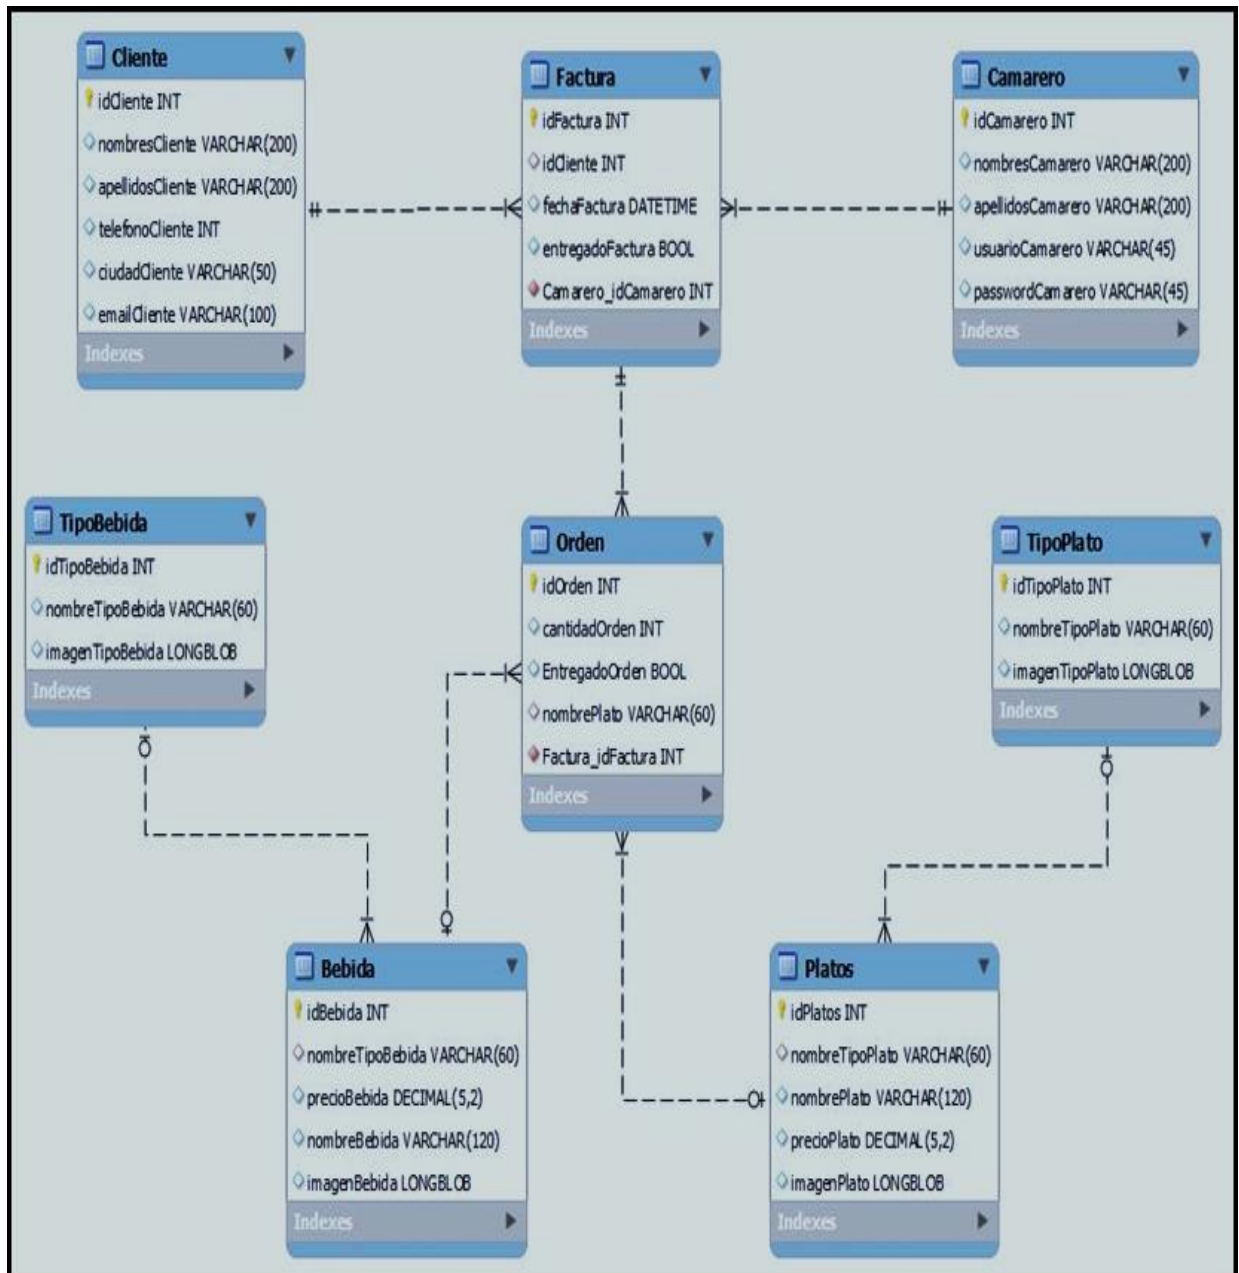 Cliente
idCliente INT
nombresCliente VARCHAR(200)
apellidosCliente VARCHAR(200)
telefonoCliente INT
ciudadCliente VARCHAR(50)
emailCliente VARCHAR(100)
Indexes
Factura
idFactura INT
idCliente INT
fechaFactura DATETIME
entregadoFactura BOOL
Camarero_idCamarero INT
Indexes
Camarero
idCamarero INT
nombresCamarero VARCHAR(200)
apellidosCamarero VARCHAR(200)
usuarioCamarero VARCHAR(45)
passwordCamarero VARCHAR(45)
Indexes
TipoBebida
idTipoBebida INT
nombreTipoBebida VARCHAR(60)
imagenTipoBebida LONGBLOB
Indexes
Orden
idOrden INT
cantidadOrden INT
EntregadoOrden BOOL
nombrePlato VARCHAR(60)
Factura_idFactura INT
Indexes
TipoPlato
idTipoPlato INT
nombreTipoPlato VARCHAR(60)
imagenTipoPlato LONGBLOB
Indexes
Bebida
idBebida INT
nombreTipoBebida VARCHAR(60)
precioBebida DECIMAL(5,2)
nombreBebida VARCHAR(120)
imagenBebida LONGBLOB
Indexes
Platos
idPlatos INT
nombreTipoPlato VARCHAR(60)
nombrePlato VARCHAR(120)
precioPlato DECIMAL(5,2)
imagenPlato LONGBLOB
Indexes